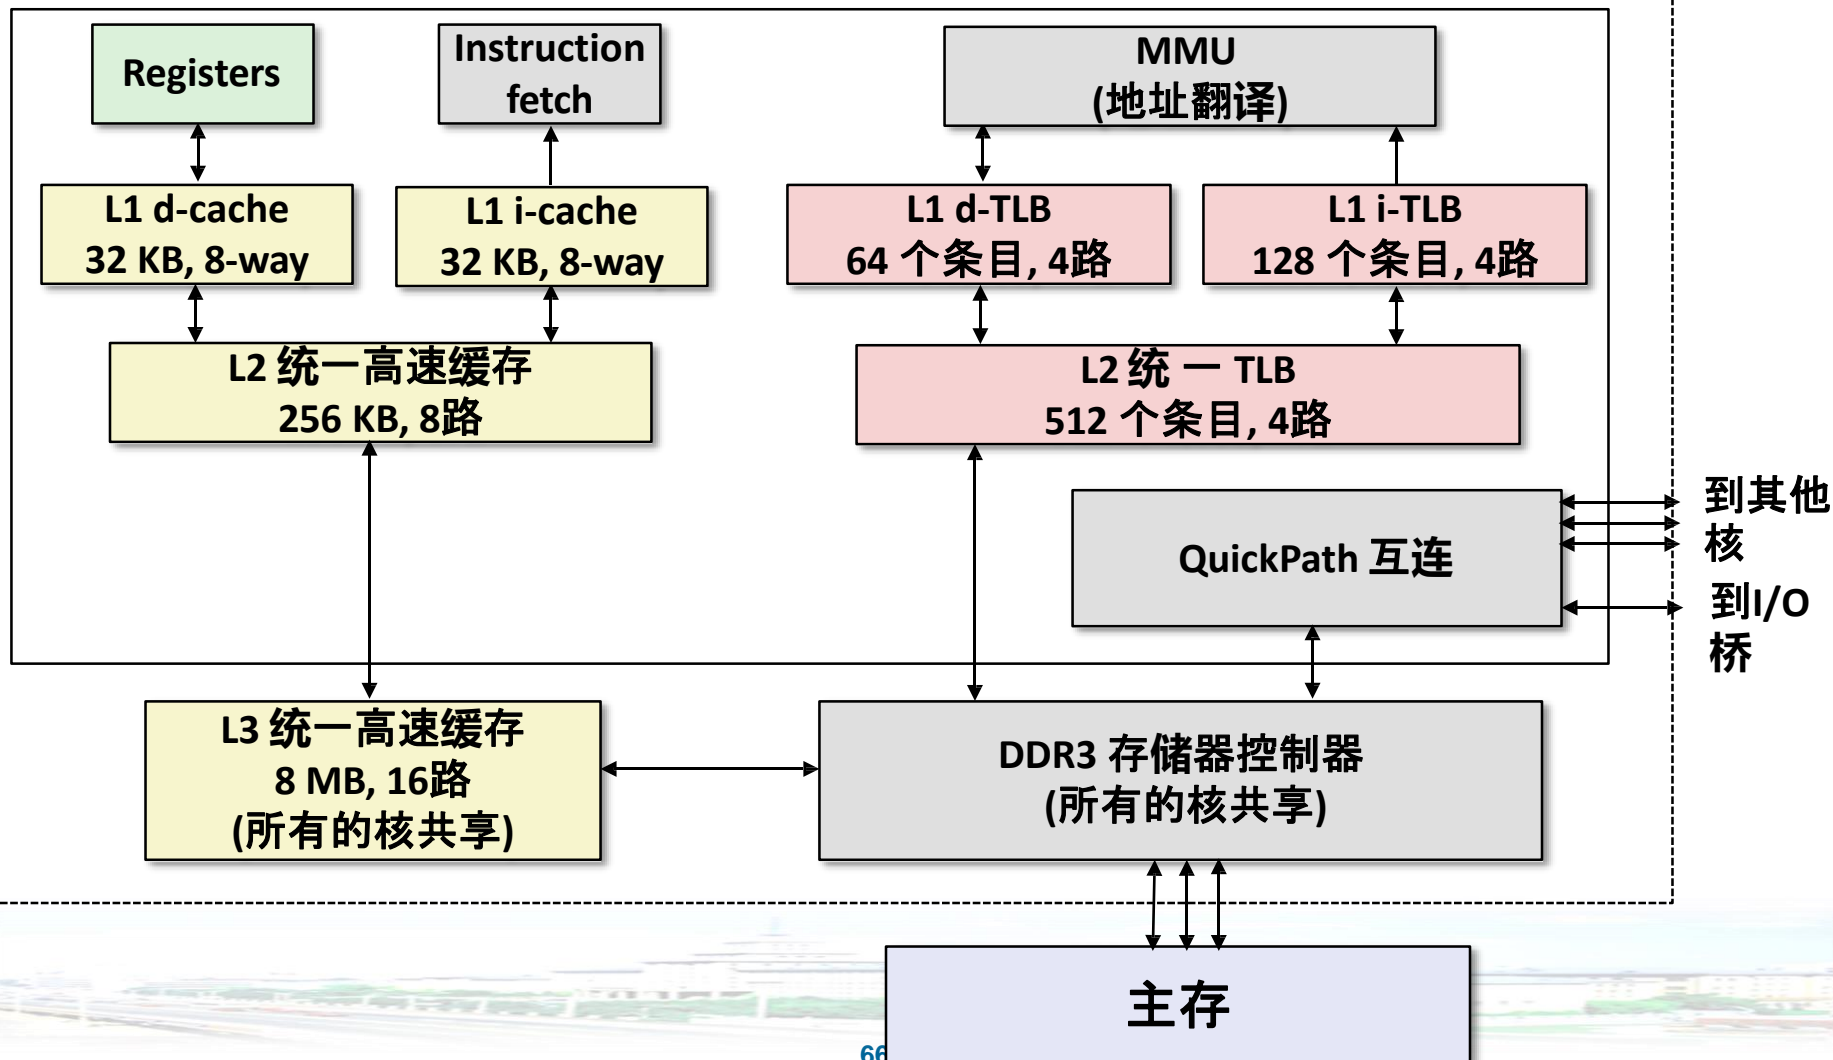 Registers
Instruction
fetch
MMU
(地址翻译)
L1 d-cache
32 KB, 8-way
L1 i-cache
32 KB, 8-way
L1 d-TLB
64 个条目, 4路
L1 i-TLB
128 个条目, 4路
L2 统一高速缓存
256 KB, 8路
L2 统 一 TLB
512 个条目, 4路
QuickPath 互连
到其他
核
到I/O
桥
L3 统一高速缓存
8 MB, 16路
(所有的核共享)
DDR3 存储器控制器
(所有的核共享)
主存
66